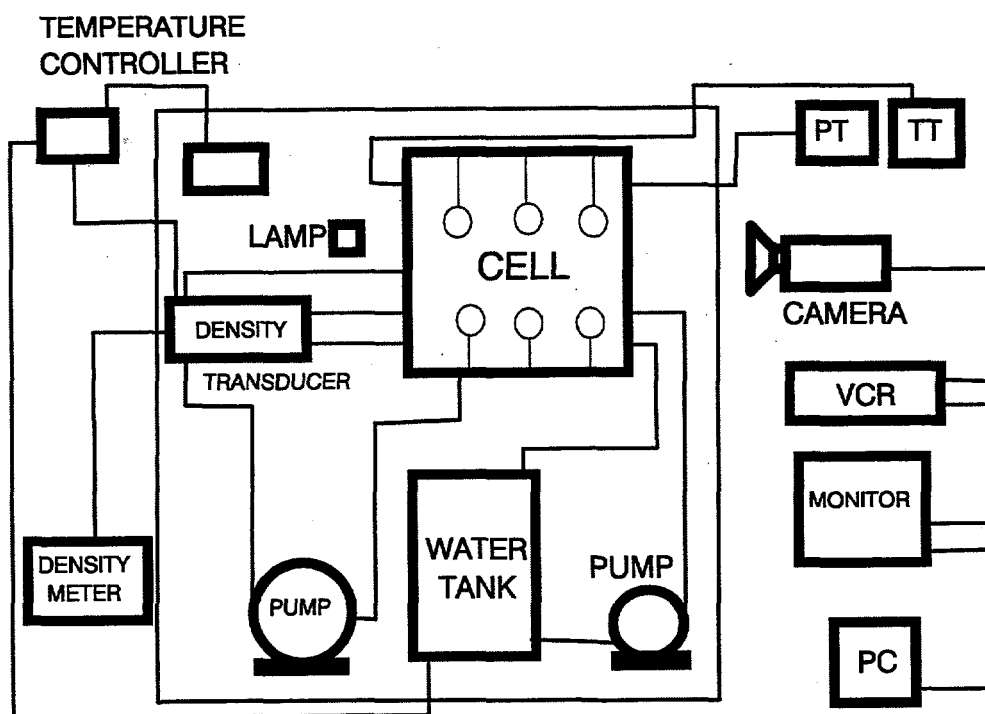 TEMPERATURE
CONTROLLER
PT
TT
LAMP
CELL
CAMERA
DENSITY
TRANSDUCER
VCR
MONITOR
WATER
TANK
PUMP
DENSITY
METER
PUMP
PC